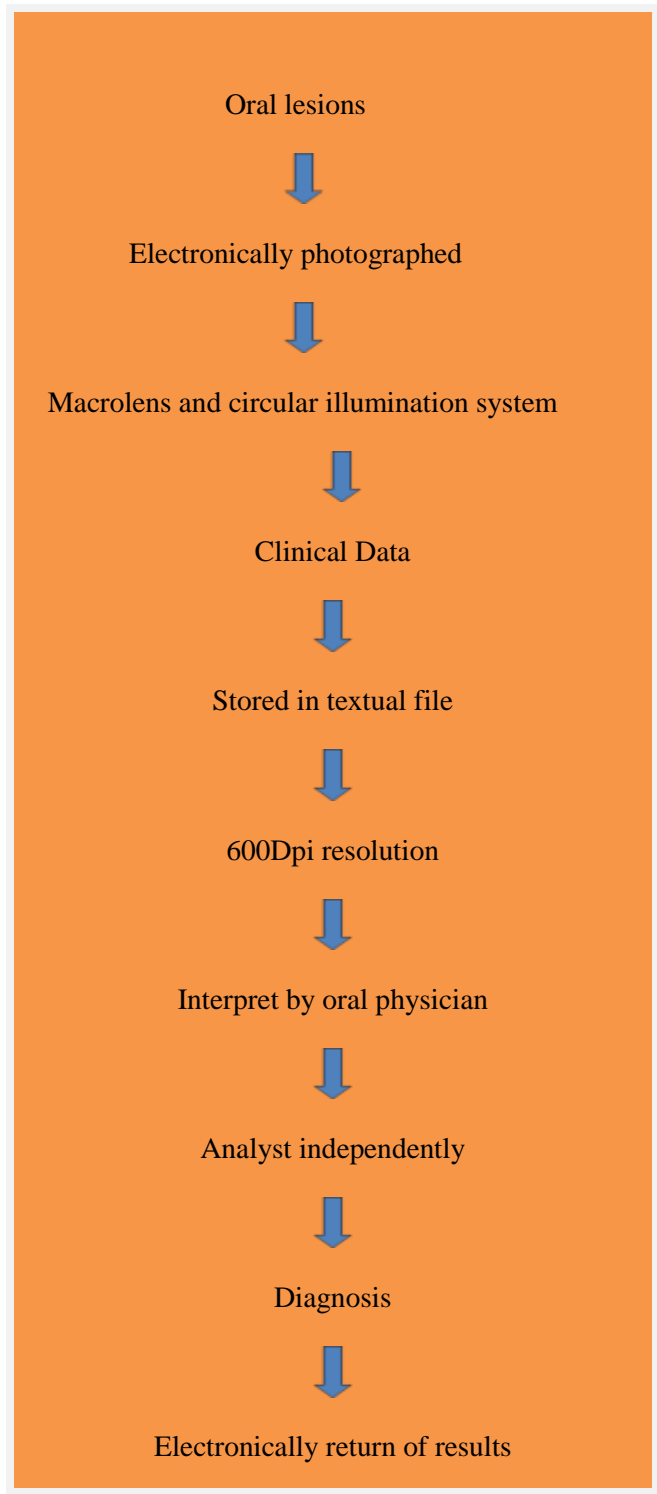 Oral lesions
Electronically photographed
Macrolens and circular illumination system
Clinical Data
Stored in textual file
600Dpi resolution
Interpret by oral physician
Analyst independently
Diagnosis
Electronically return of results